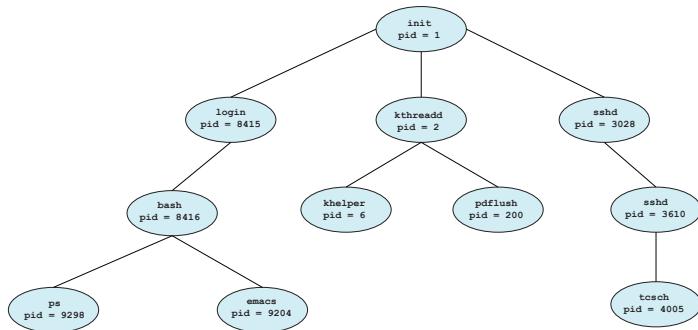 init
pid = 1
login
pid = 8415
kthreadd
pid = 2
sshd
pid = 3028
bash
pid = 8416
khelper
pid = 6
pdflush
pid = 200
sshd
pid = 3610
ps
pid = 9298
emacs
pid = 9204
tcsch
pid = 4005